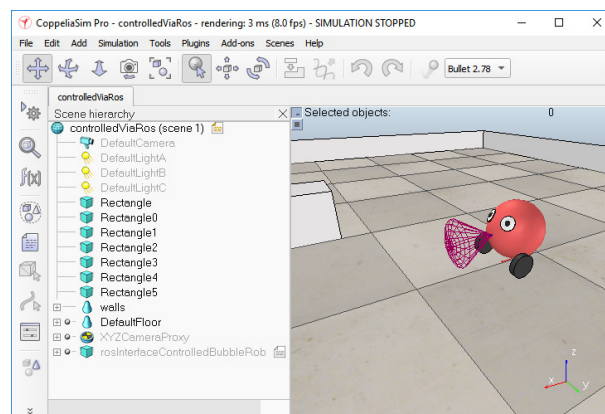 CoppeliaSim Pro - controlledViaRos - rendering: 3 ms (8.0 fps) - SIMULATION STOPPED
File Edit Add Simulation Tools Plugins Add-ons Scenes Help
Bullet 2.78
controlledViaRos
Scene hierarchy
Selected objects: 0
controlledViaRos (scene 1)
DefaultCamera
DefaultLightA
DefaultLightB
DefaultLightC
Rectangle
Rectangle0
Rectangle1
Rectangle2
Rectangle3
Rectangle4
Rectangle5
walls
DefaultFloor
XYZCameraProxy
rosInterfaceControlledBubbleRob
f(x)
z
x
y